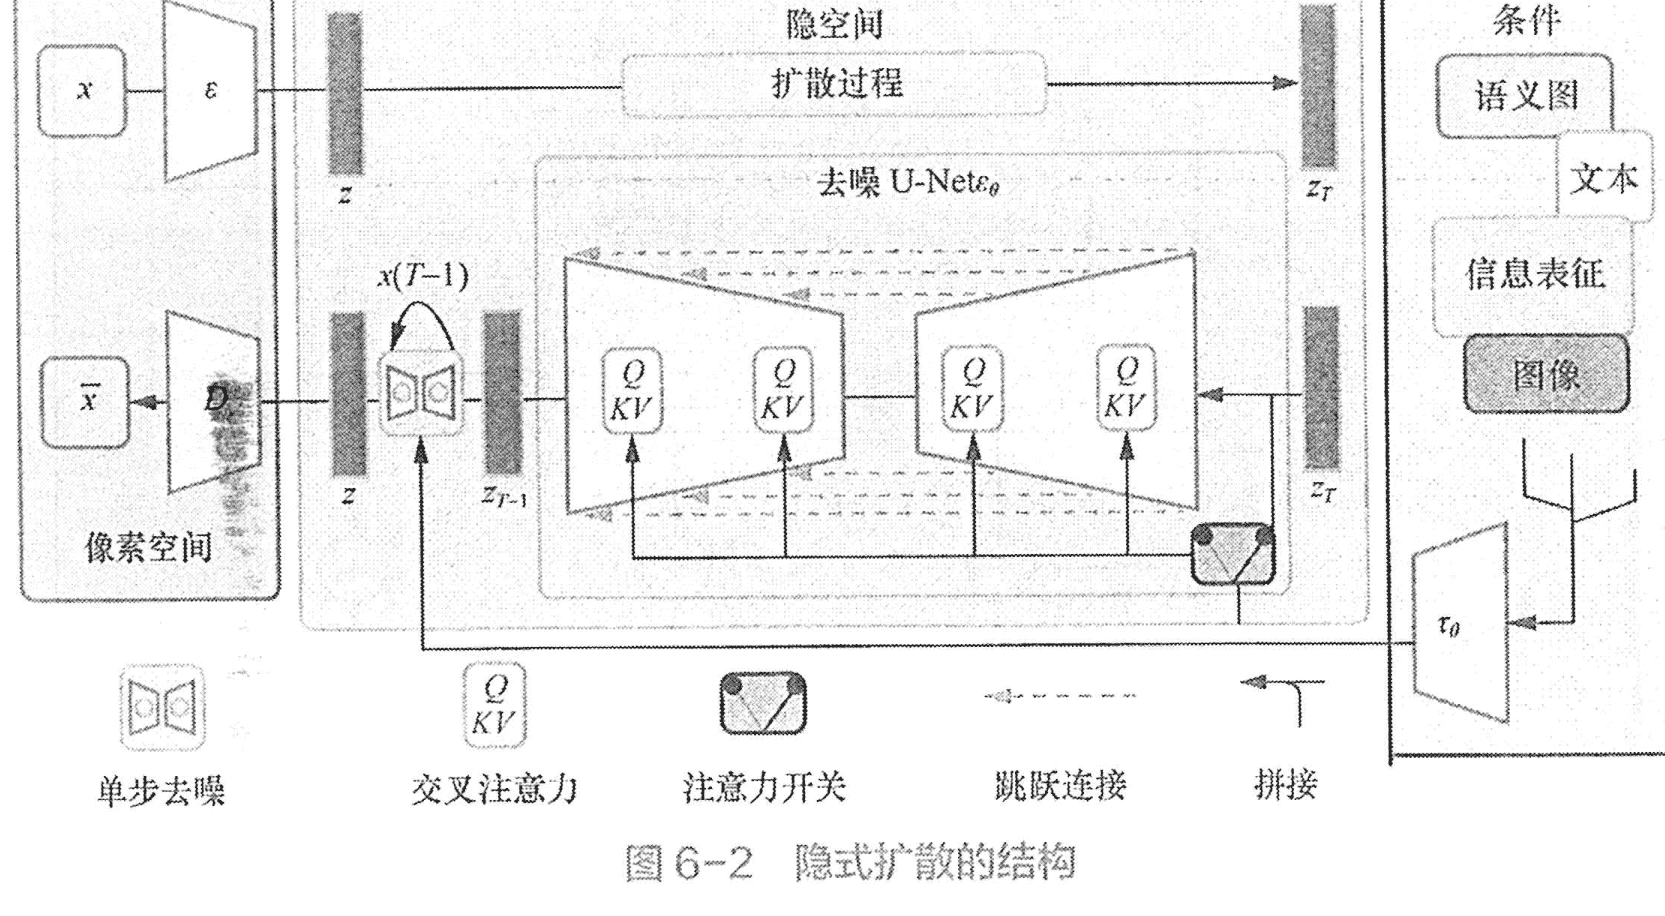 隐空间
条件
x
ε
扩散过程
语义图
z
z_T
文本
去噪 U-Netε_θ
信息表征
x(T–1)
图像
x̅
D
Q
KV
Q
KV
Q
KV
Q
KV
z
z_{T–1}
z_T
像素空间
τ_θ
Q
KV
单步去噪
交叉注意力
注意力开关
跳跃连接
拼接
图 6-2 隐式扩散的结构